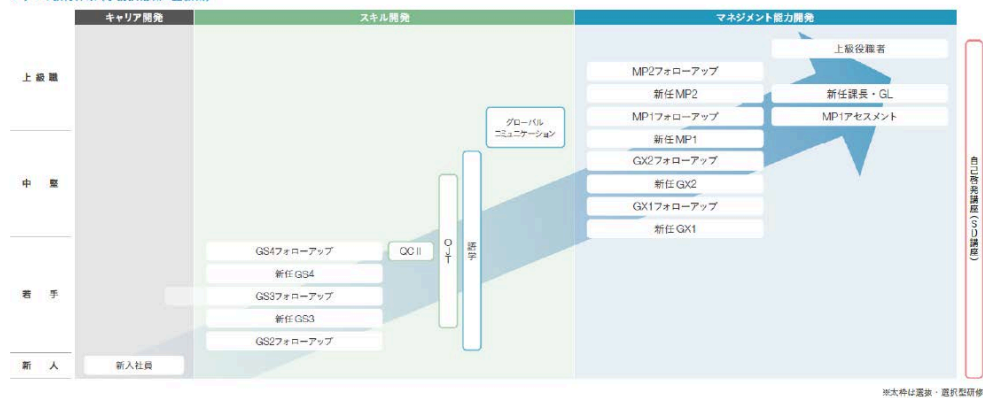 キャリア開発
スキル開発
マネジメント能力開発
上級職
中堅
若手
新人
新入社員
GS4フォローアップ
新任GS4
GS3フォローアップ
新任GS3
GS2フォローアップ
QCⅡ
OJT
語学
グローバル
コミュニケーション
MP2フォローアップ
新任MP2
MP1フォローアップ
新任MP1
GX2フォローアップ
新任GX2
GX1フォローアップ
新任GX1
上級役職者
新任課長・GL
MP1アセスメント
自己啓発講座(SD講座)
※太枠は選抜・選択型研修